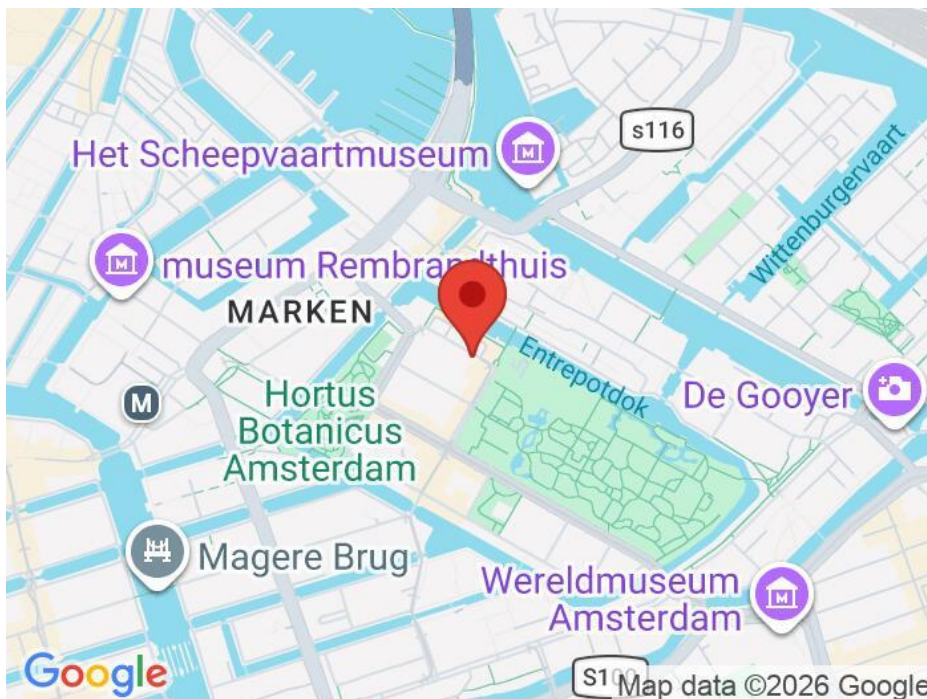 s116
Het Scheepvaartmuseum
Wittenburgervaart
museum Rembrandthuis
MARKEN
Entrepotdok
M
De Gooyer
Hortus
Botanicus
Amsterdam
Magere Brug
Wereldmuseum
Amsterdam
Google
Map data ©2026 Google